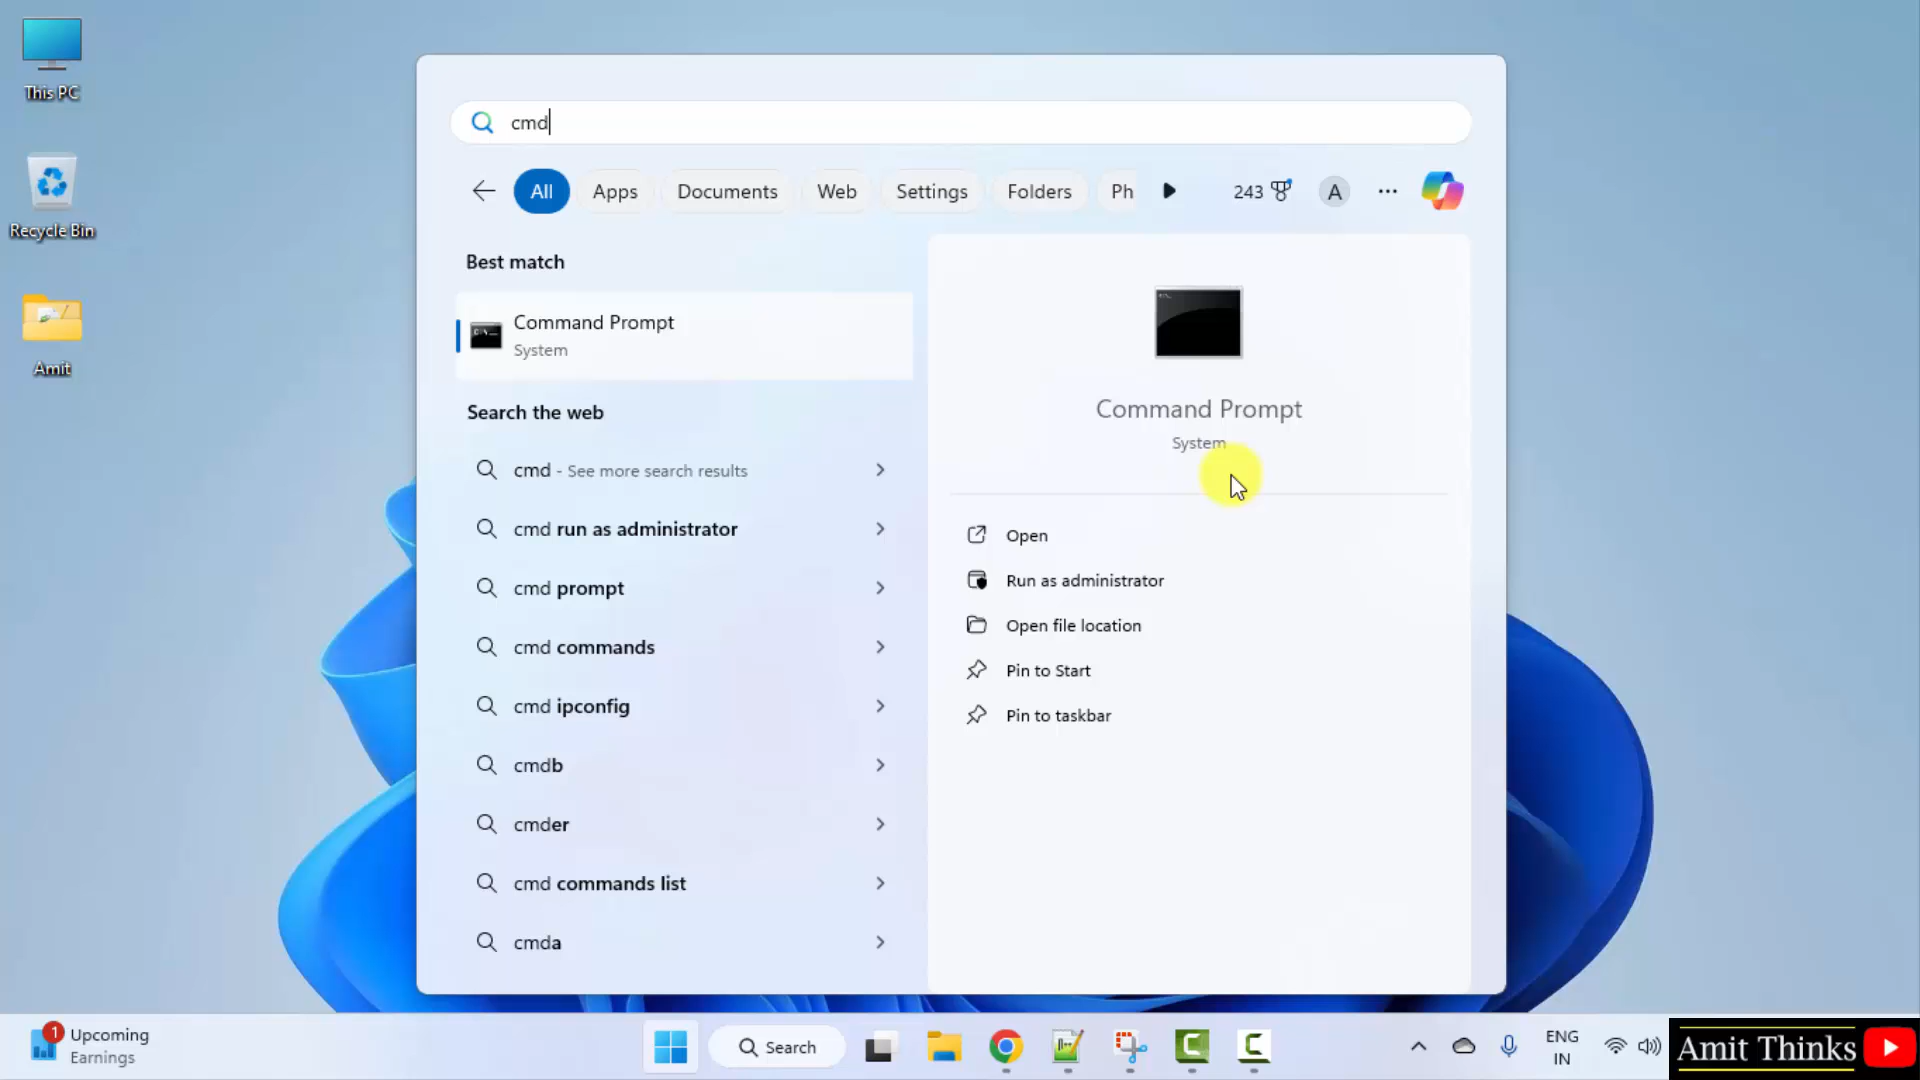 This PC
Recycle Bin
Amit
cmd
All
Apps
Documents
Web
Settings
Folders
Ph
243
A
Best match
Command Prompt
System
Search the web
cmd - See more search results
cmd run as administrator
cmd prompt
cmd commands
cmd ipconfig
cmdb
cmder
cmd commands list
cmda
Command Prompt
System
Open
Run as administrator
Open file location
Pin to Start
Pin to taskbar
1
Upcoming
Earnings
Search
ENG
IN
Amit Thinks